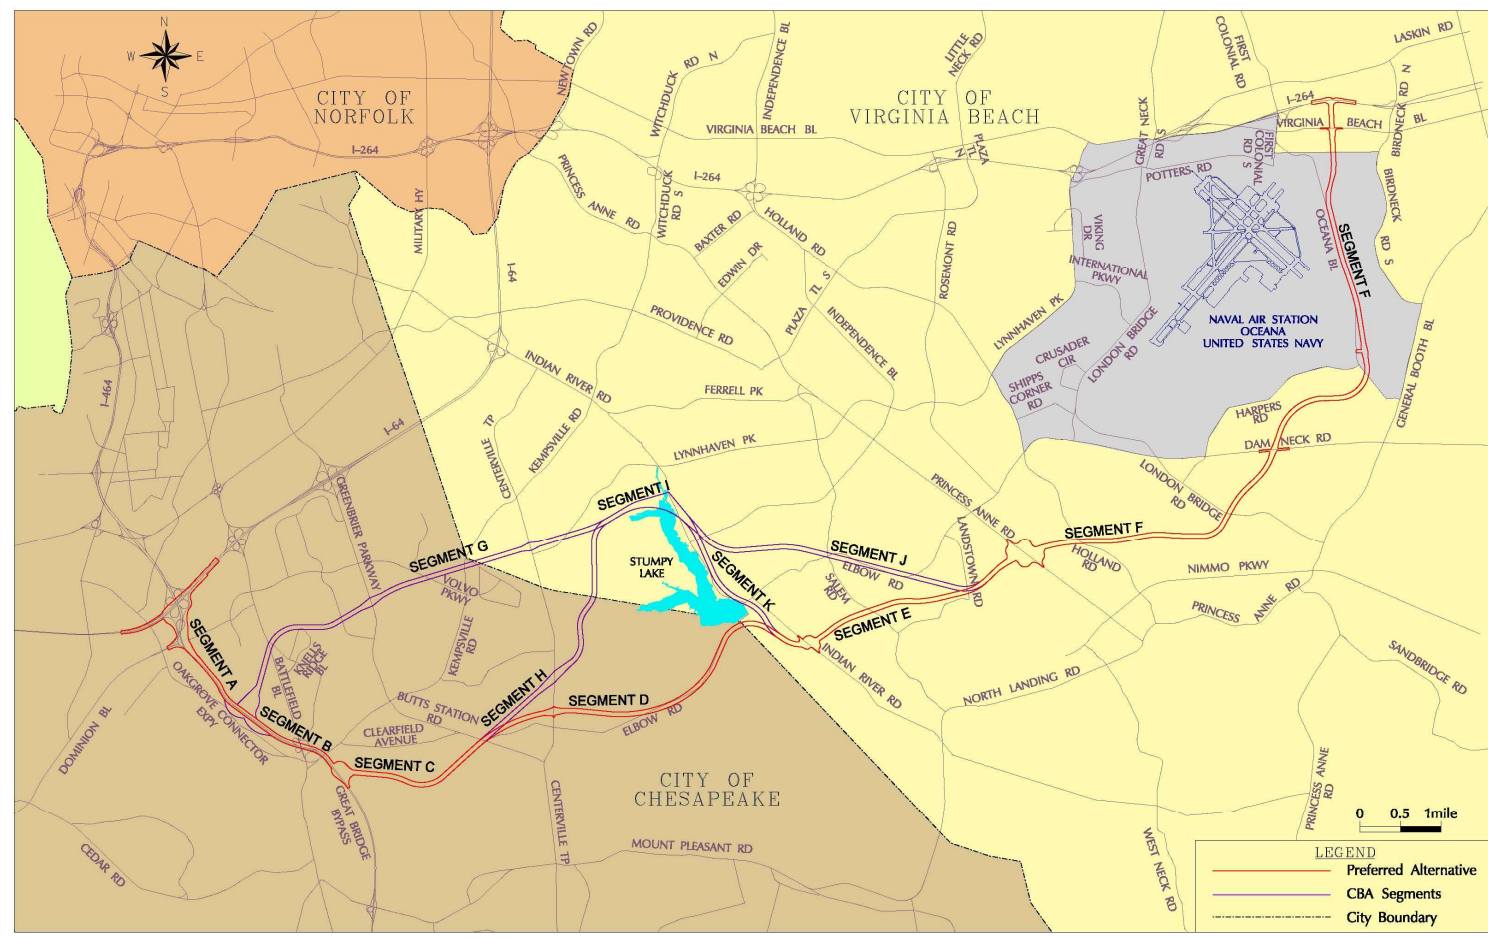 N
W E
S
CITY OF
NORFOLK
I-264
NEWTOWN RD
WITCHDUCK RD N
INDEPENDENCE BL
VIRGINIA BEACH BL
CITY OF
VIRGINIA BEACH
LITTLE
NECK RD
PLAZA
TL
N
GREAT NECK
RD S
FIRST
COLONIAL RD
LASKIN RD
I-264
VIRGINIA BEACH BL
BIRDNECK RD N
FIRST
COLONIAL
RD S
POTTERS RD
BIRDNECK
RD S
OCEANA BL
SEGMENT F
MILITARY HY
PRINCESS
ANNE RD
WITCHDUCK
RD S
I-264
BAXTER RD
HOLLAND RD
EDWIN DR
PLAZA TL S
ROSEMONT RD
VIKING
DR
INTERNATIONAL
PKWY
LYNNHAVEN PK
LONDON BRIDGE
RD
CRUSADER
CIR
SHIPPS
CORNER
RD
NAVAL AIR STATION
OCEANA
UNITED STATES NAVY
GENERAL BOOTH BL
I-64
PROVIDENCE RD
INDEPENDENCE BL
INDIAN RIVER RD
FERRELL PK
I-464
I-64
CENTERVILLE TP
KEMPSVILLE RD
LYNNHAVEN PK
HARPERS
RD
DAM NECK RD
LONDON BRIDGE
RD
PRINCESS ANNE RD
GREENBRIER PARKWAY
SEGMENT I
SEGMENT G
STUMPY
LAKE
SEGMENT J
ELBOW RD
SALEM
RD
LANDSTOWN
RD
SEGMENT F
HOLLAND
RD
NIMMO PKWY
PRINCESS
ANNE RD
VOLVO
PKWY
SEGMENT K
SEGMENT E
KEMPSVILLE
RD
SEGMENT A
KNELLS
RIDGE
BL
BATTLEFIELD
BL
OAKGROVE CONNECTOR
EXPY
SEGMENT B
SEGMENT H
BUTTS STATION
RD
CLEARFIELD
AVENUE
SEGMENT D
ELBOW RD
SEGMENT C
INDIAN RIVER RD
NORTH LANDING RD
SANDBRIDGE RD
DOMINION BL
GREAT BRIDGE
BYPASS
CENTERVILLE TP
CITY OF
CHESAPEAKE
MOUNT PLEASANT RD
CEDAR RD
WEST NECK RD
PRINCESS ANNE
RD
0 0.5 1mile
LEGEND
Preferred Alternative
CBA Segments
City Boundary